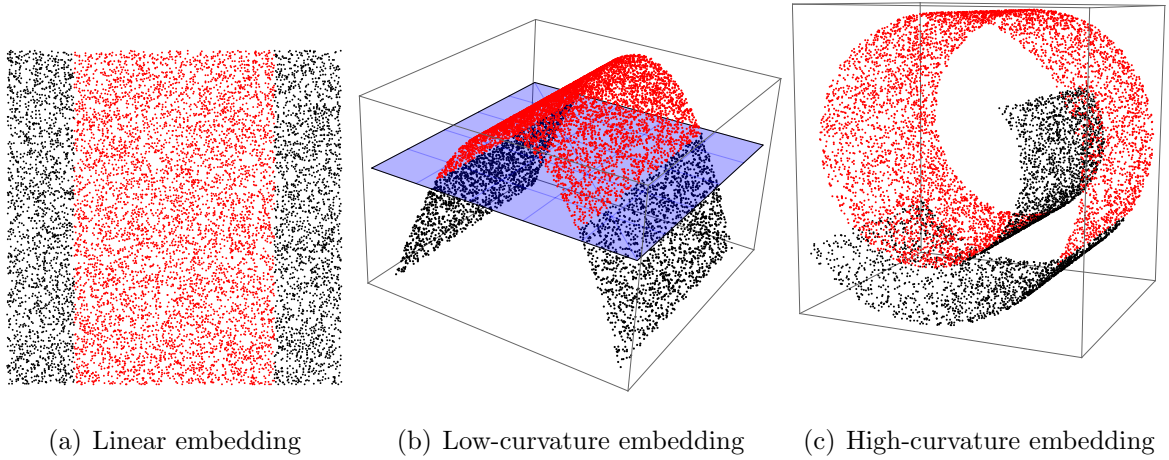 (a) Linear embedding
(b) Low-curvature embedding
(c) High-curvature embedding